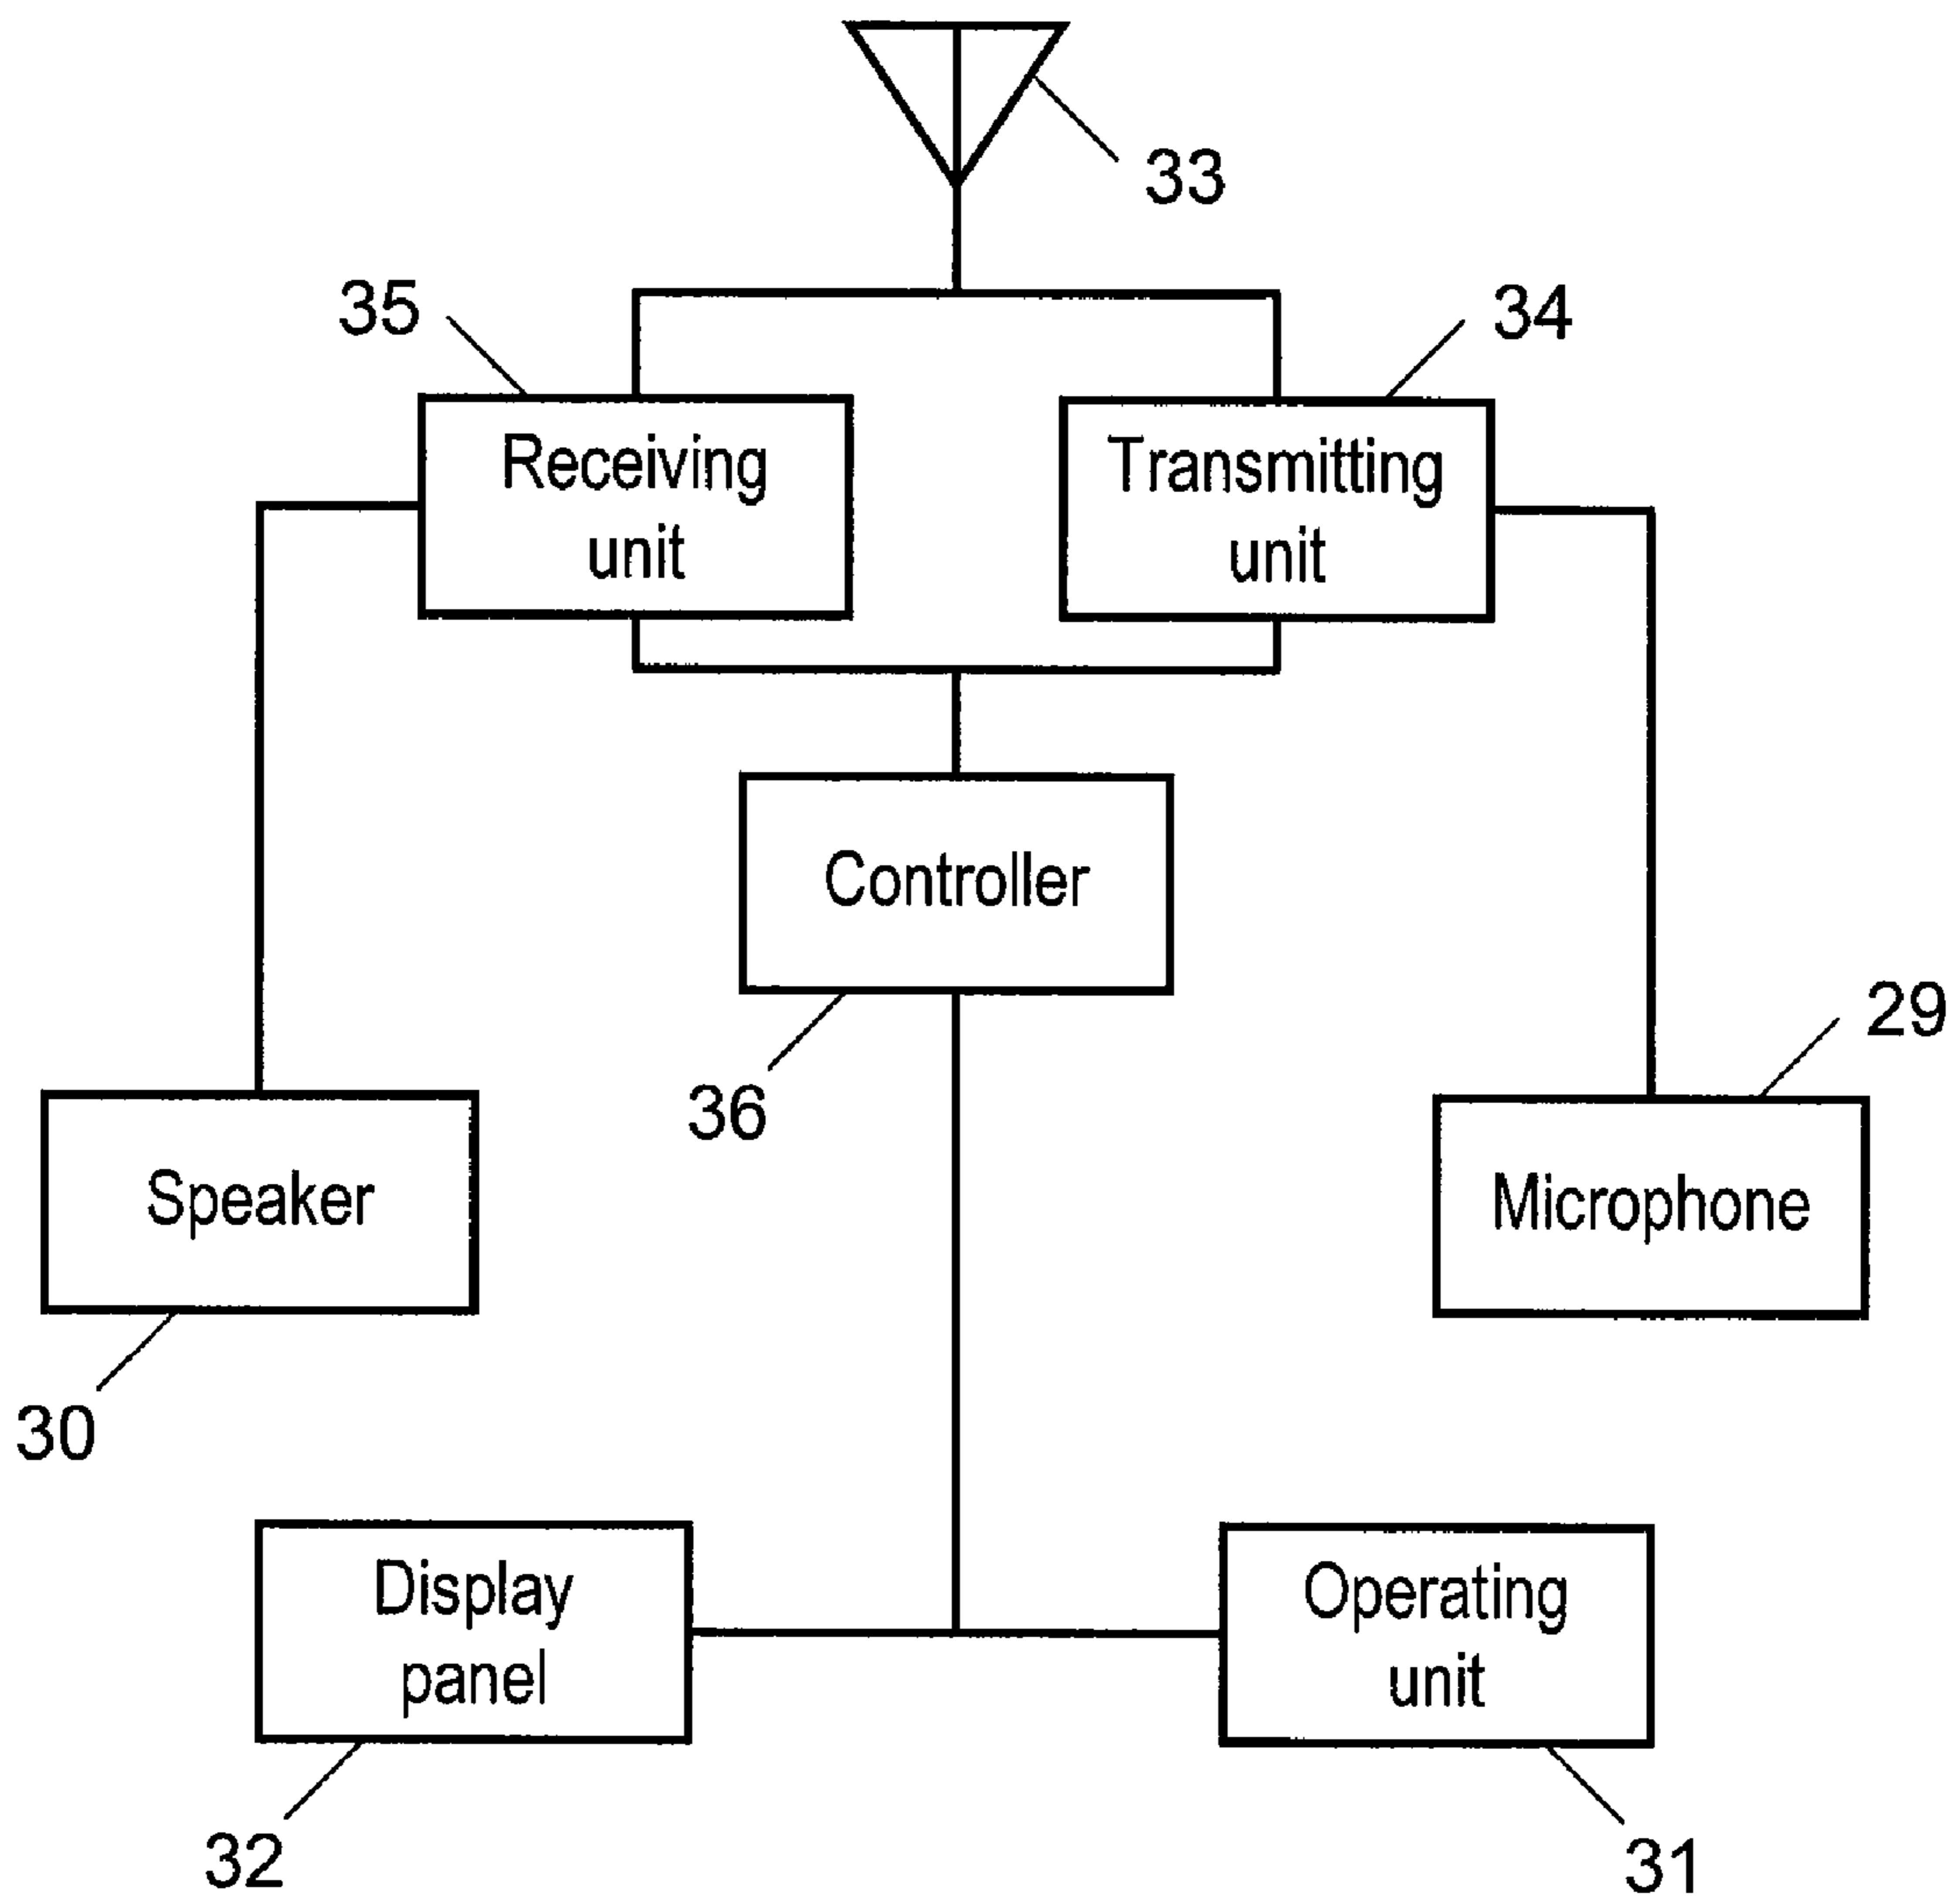 33
35
34
Receiving
unit
Transmitting
unit
Controller
29
36
Speaker
Microphone
30
Display
panel
Operating
unit
32
31